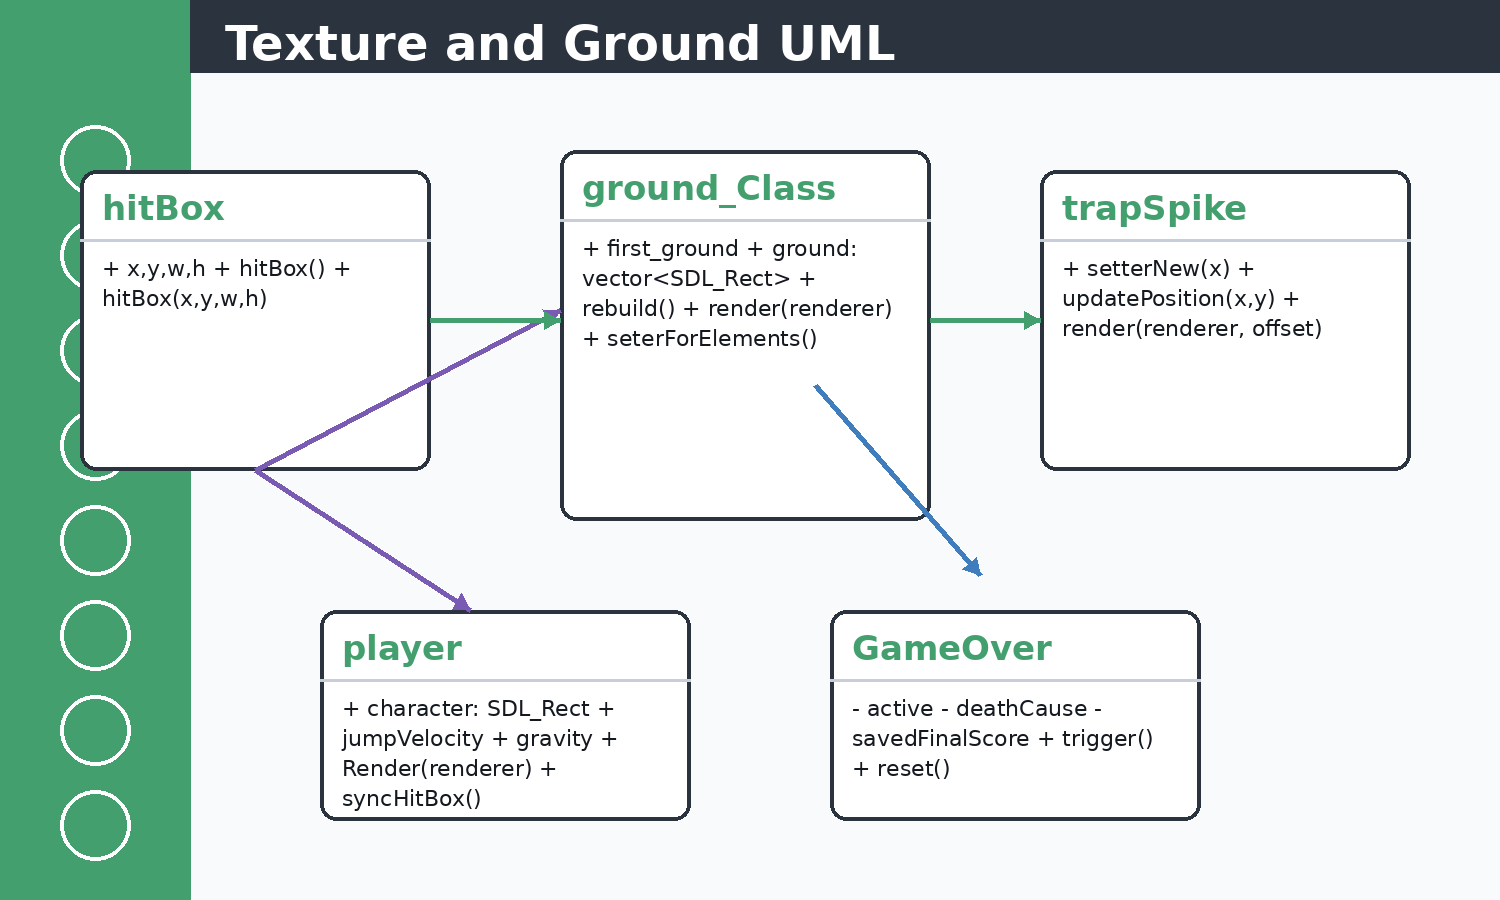 Texture and Ground UML
hitBox
+ x,y,w,h + hitBox() +
hitBox(x,y,w,h)
ground_Class
+ first_ground + ground:
vector<SDL_Rect> +
rebuild() + render(renderer)
+ seterForElements()
trapSpike
+ setterNew(x) +
updatePosition(x,y) +
render(renderer, offset)
player
+ character: SDL_Rect +
jumpVelocity + gravity +
Render(renderer) +
syncHitBox()
GameOver
- active - deathCause -
savedFinalScore + trigger()
+ reset()